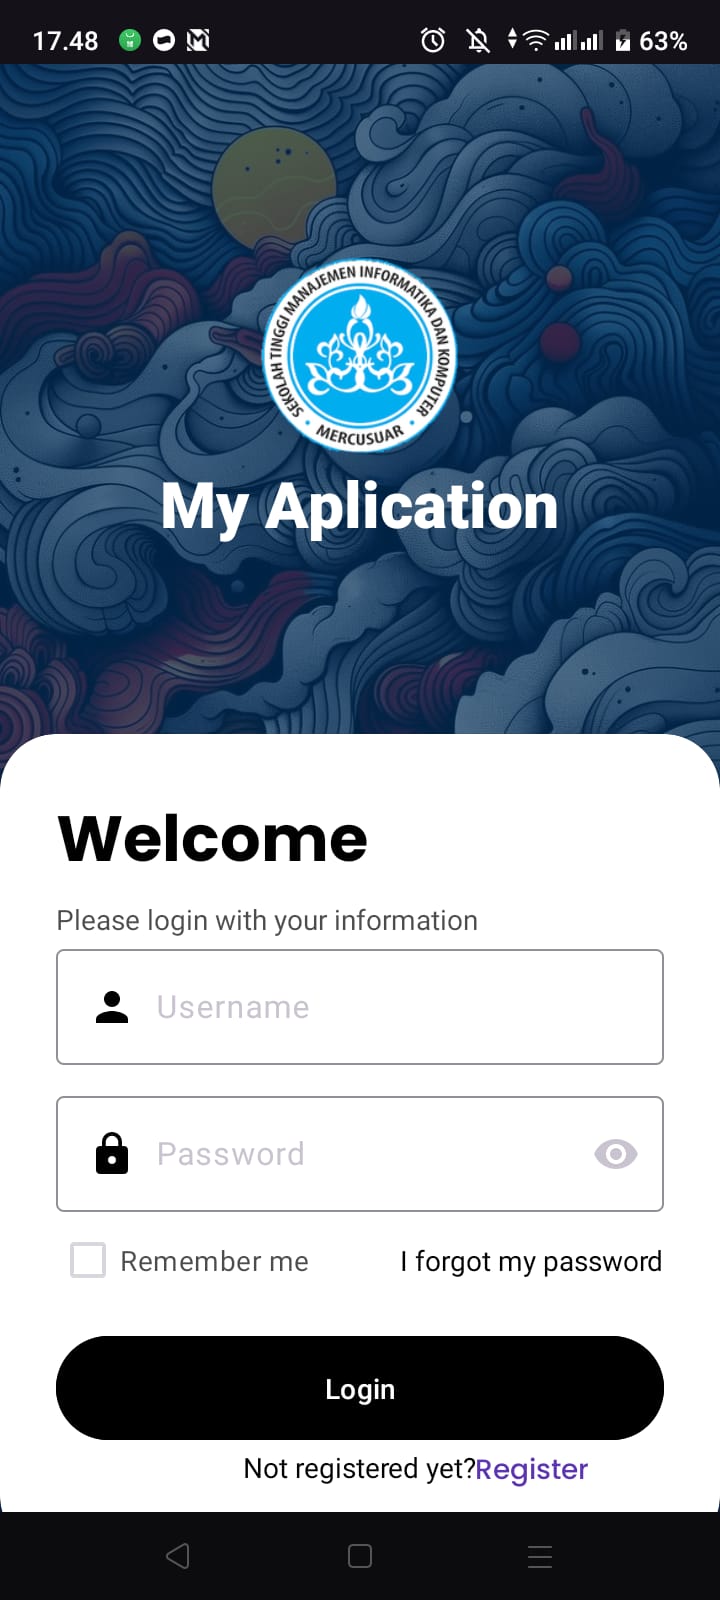 17.48
63%
SEKOLAH TINGGI MANAJEMEN INFORMATIKA DAN KOMPUTER
• MERCUSUAR •
My Aplication
Welcome
Please login with your information
Username
Password
Remember me I forgot my password
Login
Not registered yet?Register